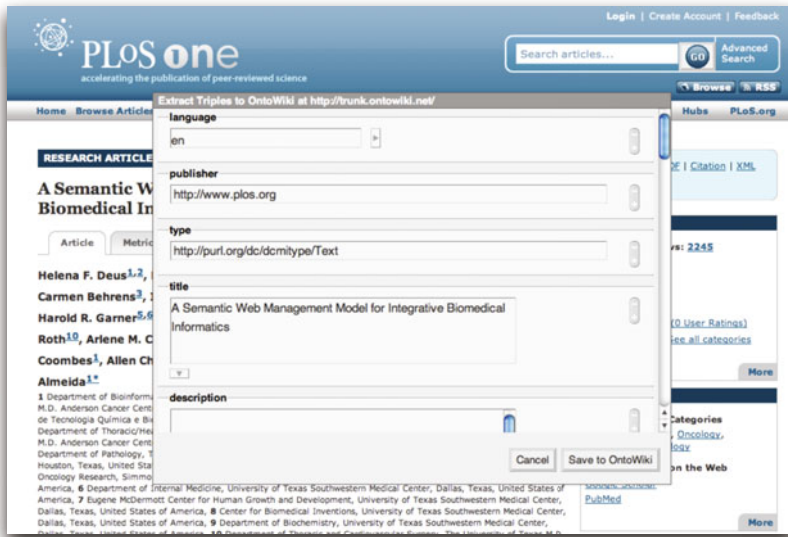 Login | Create Account | Feedback
PLoS one
accelerating the publication of peer-reviewed science
Search articles...
GO
Advanced
Search
Browse
RSS
Home Browse Article
Hubs PLoS.org
Extract Triples to OntoWiki at http://trunk.ontowiki.net/
language
en
publisher
http://www.plos.org
type
http://purl.org/dc/dcmitype/Text
title
A Semantic Web Management Model for Integrative Biomedical
Informatics
description
Cancel Save to OntoWiki
RESEARCH ARTICLE
A Semantic W
Biomedical In
Article Metric
Helena F. Deus1,2,
Carmen Behrens3,
Harold R. Garner5,6
Roth10, Arlene M. C
Coombes1, Allen Ch
Almeida1*
1 Department of Bioinforma
M.D. Anderson Cancer Cent
de Tecnologia Química e Bi
Department of Thoracic/Hea
M.D. Anderson Cancer Cent
Department of Pathology, T
Houston, Texas, United Sta
Oncology Research, Simmo
America, 6 Department of Internal Medicine, University of Texas Southwestern Medical Center, Dallas, Texas, United States of
America, 7 Eugene McDermott Center for Human Growth and Development, University of Texas Southwestern Medical Center,
Dallas, Texas, United States of America, 8 Center for Biomedical Inventions, University of Texas Southwestern Medical Center,
Dallas, Texas, United States of America, 9 Department of Biochemistry, University of Texas Southwestern Medical Center,
| Citation | XML
ws: 2245
(0 User Ratings)
See all categories
More
Categories
, Oncology,
on the Web
PubMed
More